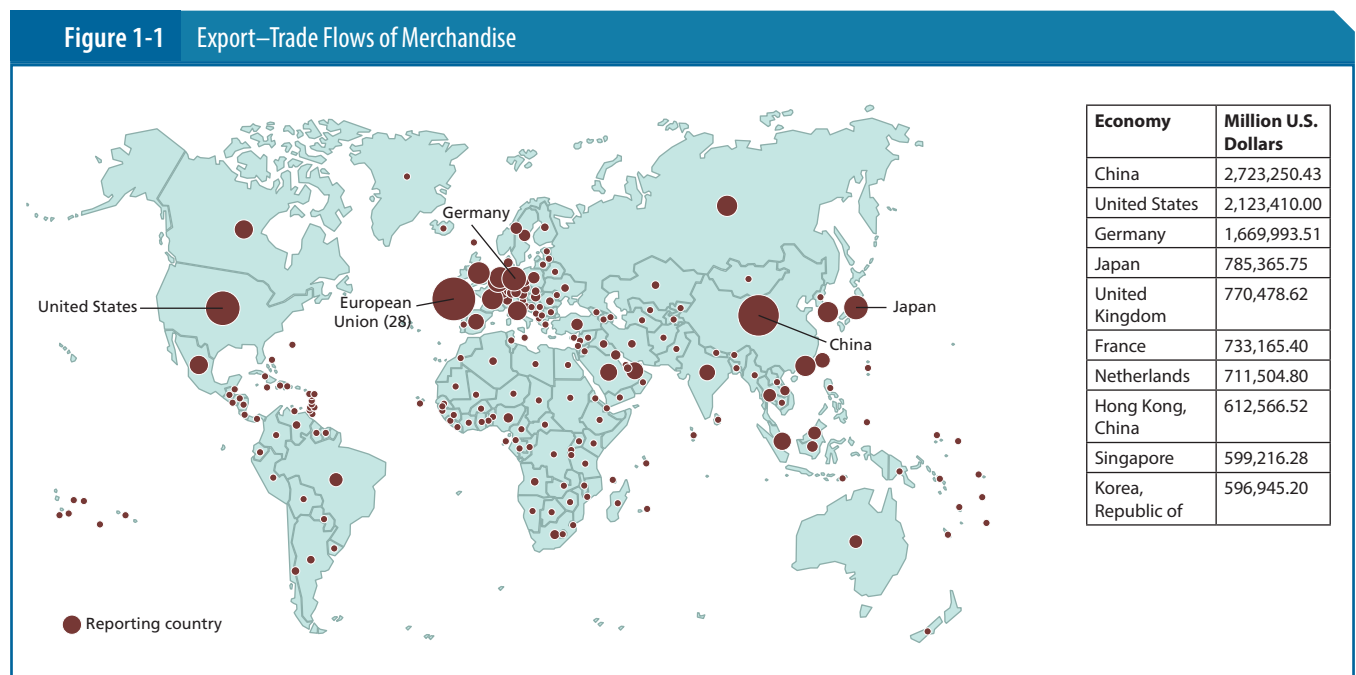 Figure 1-1 Export–Trade Flows of Merchandise
Germany
United States
European
Union (28)
Japan
China
Reporting country
Economy Million U.S.
Dollars
China 2,723,250.43
United States 2,123,410.00
Germany 1,669,993.51
Japan 785,365.75
United 770,478.62
Kingdom
France 733,165.40
Netherlands 711,504.80
Hong Kong, 612,566.52
China
Singapore 599,216.28
Korea, 596,945.20
Republic of